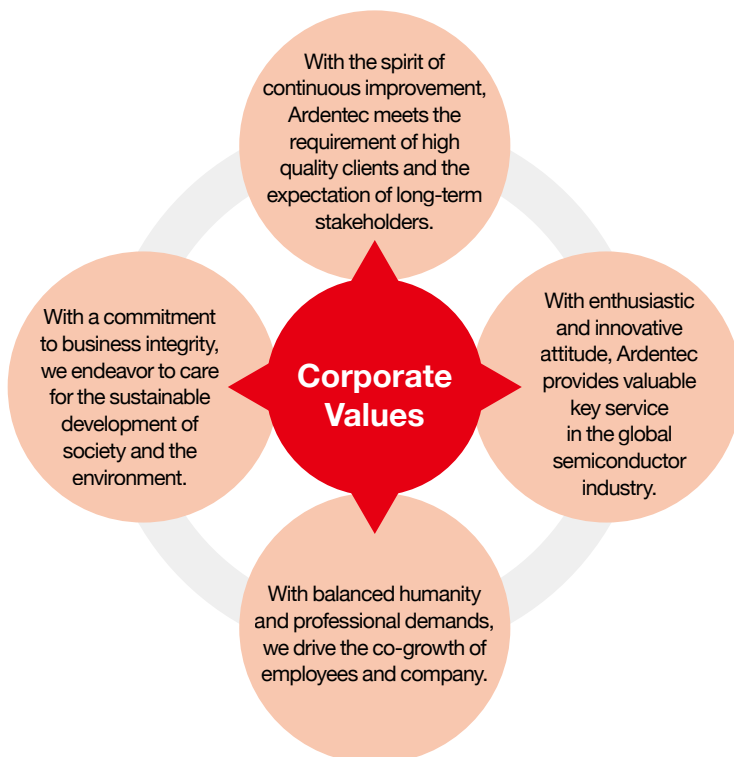 With the spirit of
continuous improvement,
Ardentec meets the
requirement of high
quality clients and the
expectation of long-term
stakeholders.
With a commitment
to business integrity,
we endeavor to care
for the sustainable
development of
society and the
environment.
Corporate
Values
With enthusiastic
and innovative
attitude, Ardentec
provides valuable
key service
in the global
semiconductor
industry.
With balanced humanity
and professional demands,
we drive the co-growth of
employees and company.